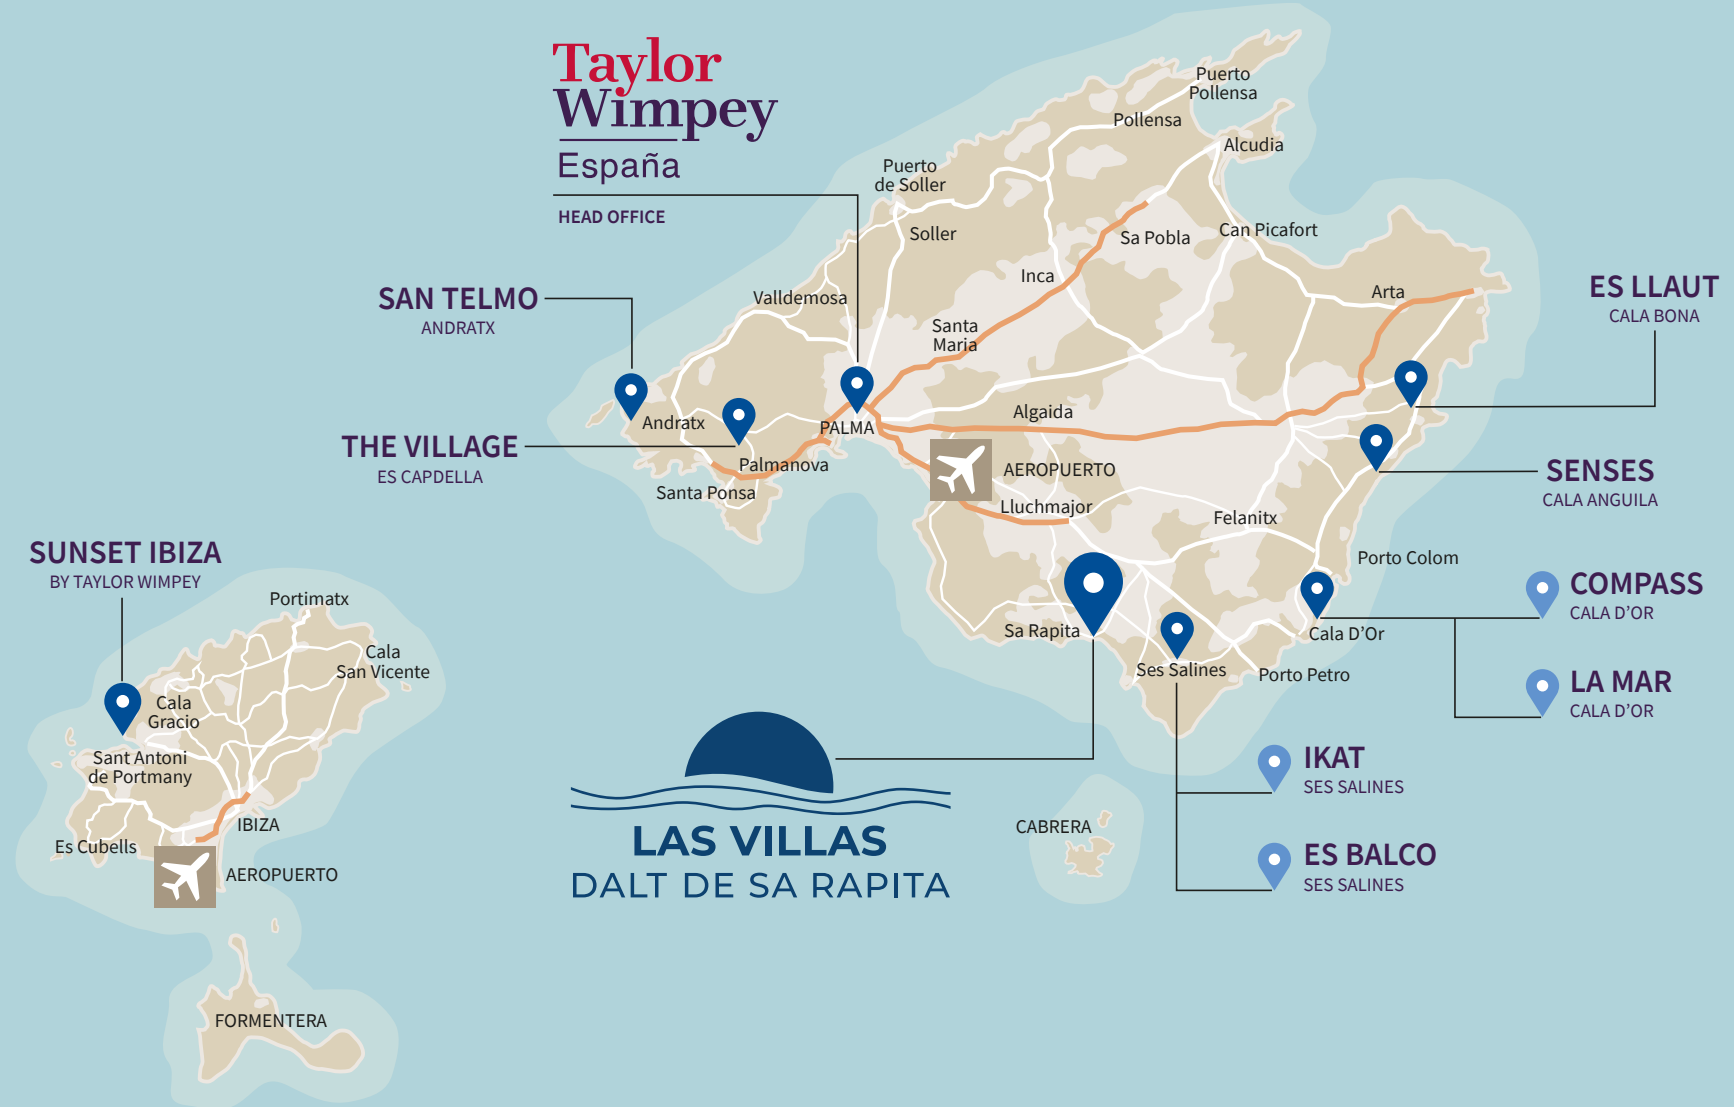 Taylor
Wimpey
España
HEAD OFFICE
Puerto
Pollensa
Pollensa
Alcudia
Puerto
de Soller
Soller
Sa Pobla
Can Picafort
Inca
Arta
Valldemosa
Santa
Maria
SAN TELMO
ANDRATX
ES LLAUT
CALA BONA
Andratx
PALMA
Algaida
THE VILLAGE
ES CAPDELLA
Palmanova
Santa Ponsa
AEROPUERTO
Lluchmajor
Felanitx
SENSES
CALA ANGUILA
Porto Colom
SUNSET IBIZA
BY TAYLOR WIMPEY
COMPASS
CALA D'OR
Sa Rapita
Cala D'Or
Ses Salines
Porto Petro
LA MAR
CALA D'OR
Portimatx
Cala
San Vicente
Cala
Gracio
Sant Antoni
de Portmany
IBIZA
Es Cubells
AEROPUERTO
IKAT
SES SALINES
LAS VILLAS
DALT DE SA RAPITA
CABRERA
ES BALCO
SES SALINES
FORMENTERA